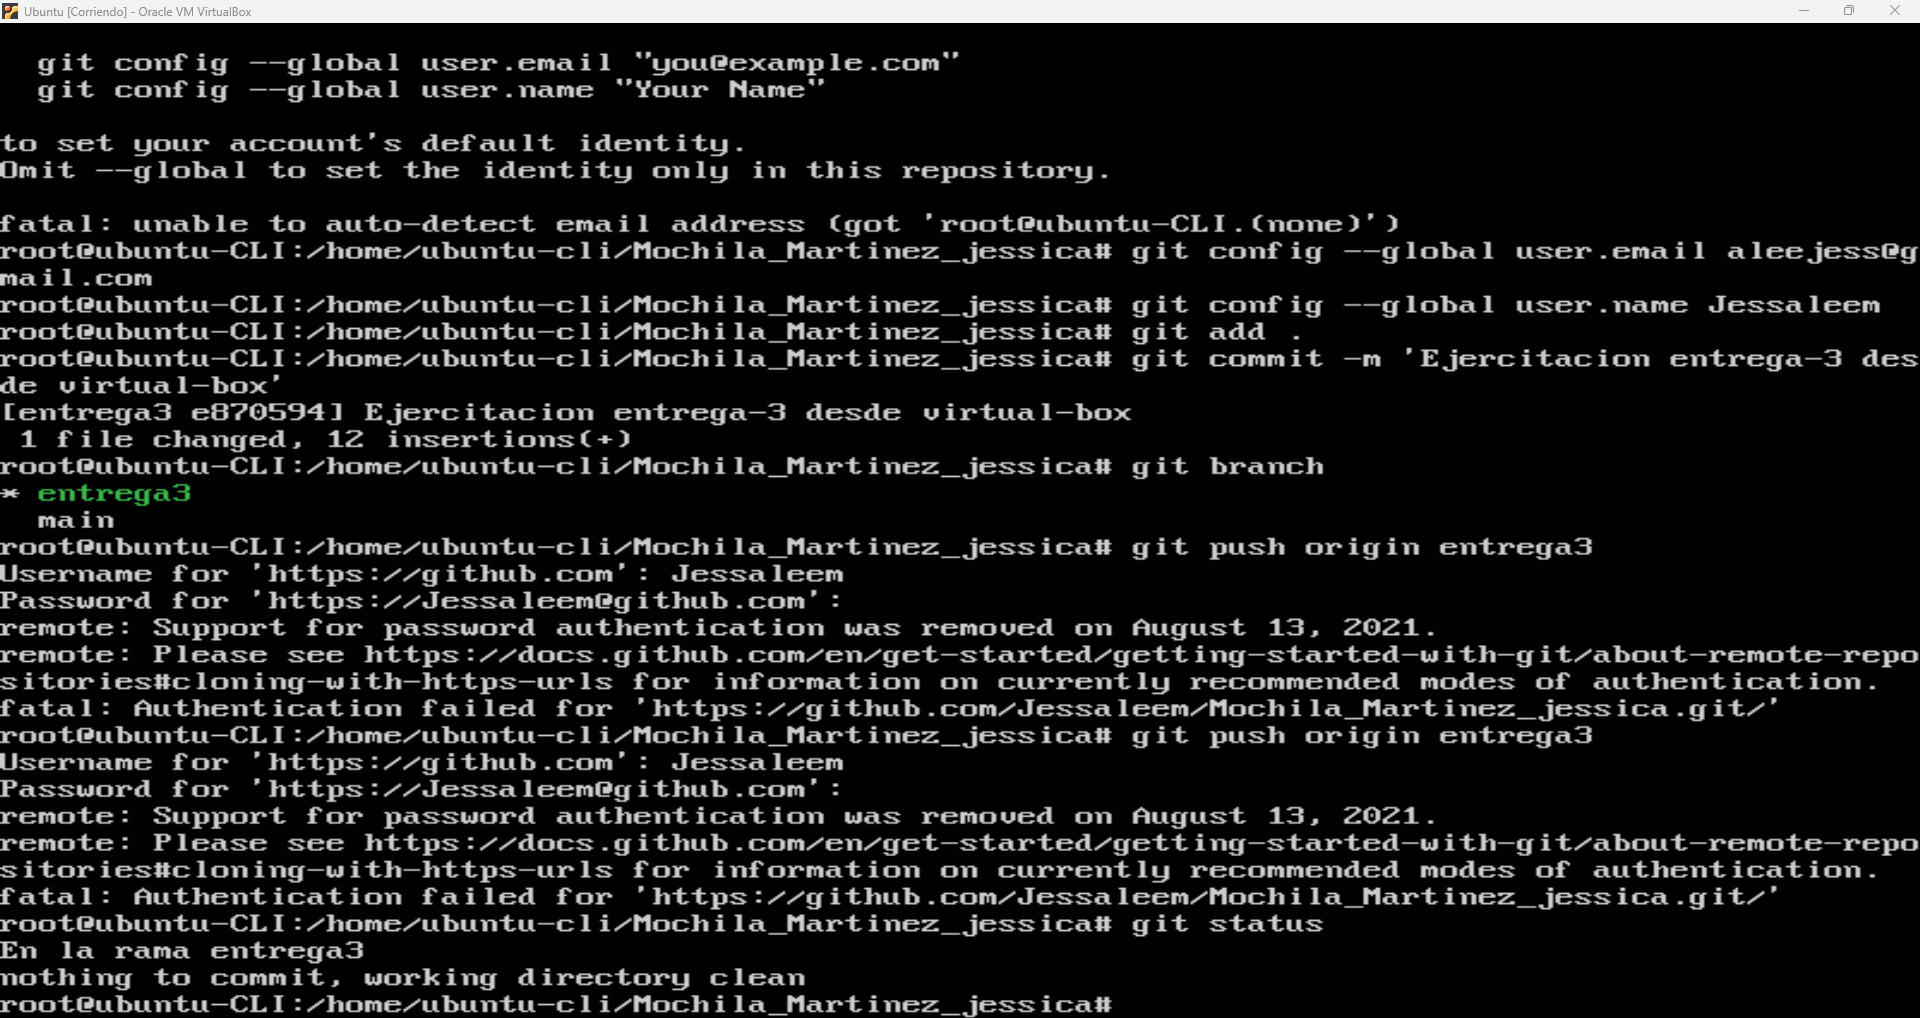 Ubuntu [Corriendo] - Oracle VM VirtualBox
git config --global user.email "you@example.com"
git config --global user.name "Your Name"
to set your account's default identity.
Omit --global to set the identity only in this repository.
fatal: unable to auto-detect email address (got 'root@ubuntu-CLI.(none)')
root@ubuntu-CLI:/home/ubuntu-cli/Mochila_Martinez_jessica# git config --global user.email aleejess@g
mail.com
root@ubuntu-CLI:/home/ubuntu-cli/Mochila_Martinez_jessica# git config --global user.name Jessaleem
root@ubuntu-CLI:/home/ubuntu-cli/Mochila_Martinez_jessica# git add .
root@ubuntu-CLI:/home/ubuntu-cli/Mochila_Martinez_jessica# git commit -m 'Ejercitacion entrega-3 des
de virtual-box'
[entrega3 e870594] Ejercitacion entrega-3 desde virtual-box
 1 file changed, 12 insertions(+)
root@ubuntu-CLI:/home/ubuntu-cli/Mochila_Martinez_jessica# git branch
* entrega3
  main
root@ubuntu-CLI:/home/ubuntu-cli/Mochila_Martinez_jessica# git push origin entrega3
Username for 'https://github.com': Jessaleem
Password for 'https://Jessaleem@github.com':
remote: Support for password authentication was removed on August 13, 2021.
remote: Please see https://docs.github.com/en/get-started/getting-started-with-git/about-remote-repo
sitories#cloning-with-https-urls for information on currently recommended modes of authentication.
fatal: Authentication failed for 'https://github.com/Jessaleem/Mochila_Martinez_jessica.git/'
root@ubuntu-CLI:/home/ubuntu-cli/Mochila_Martinez_jessica# git push origin entrega3
Username for 'https://github.com': Jessaleem
Password for 'https://Jessaleem@github.com':
remote: Support for password authentication was removed on August 13, 2021.
remote: Please see https://docs.github.com/en/get-started/getting-started-with-git/about-remote-repo
sitories#cloning-with-https-urls for information on currently recommended modes of authentication.
fatal: Authentication failed for 'https://github.com/Jessaleem/Mochila_Martinez_jessica.git/'
root@ubuntu-CLI:/home/ubuntu-cli/Mochila_Martinez_jessica# git status
En la rama entrega3
nothing to commit, working directory clean
root@ubuntu-CLI:/home/ubuntu-cli/Mochila_Martinez_jessica#